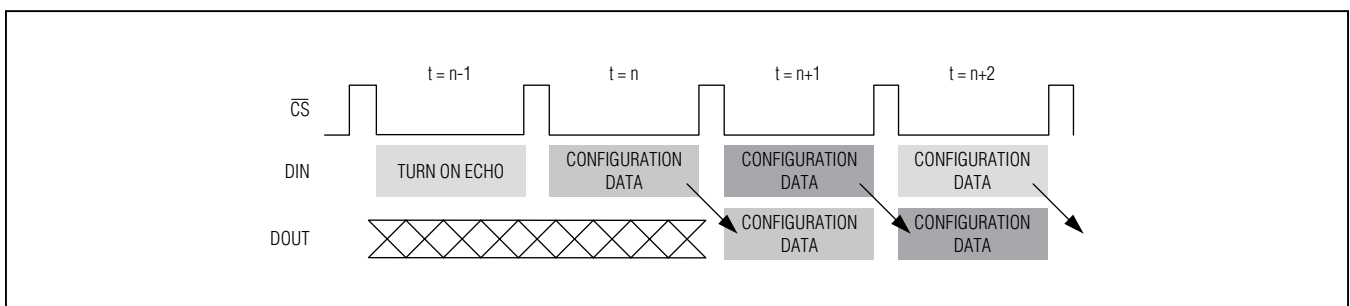 t = n-1 t = n t = n+1 t = n+2
CS
DIN TURN ON ECHO CONFIGURATION DATA CONFIGURATION DATA CONFIGURATION DATA
DOUT CONFIGURATION DATA CONFIGURATION DATA